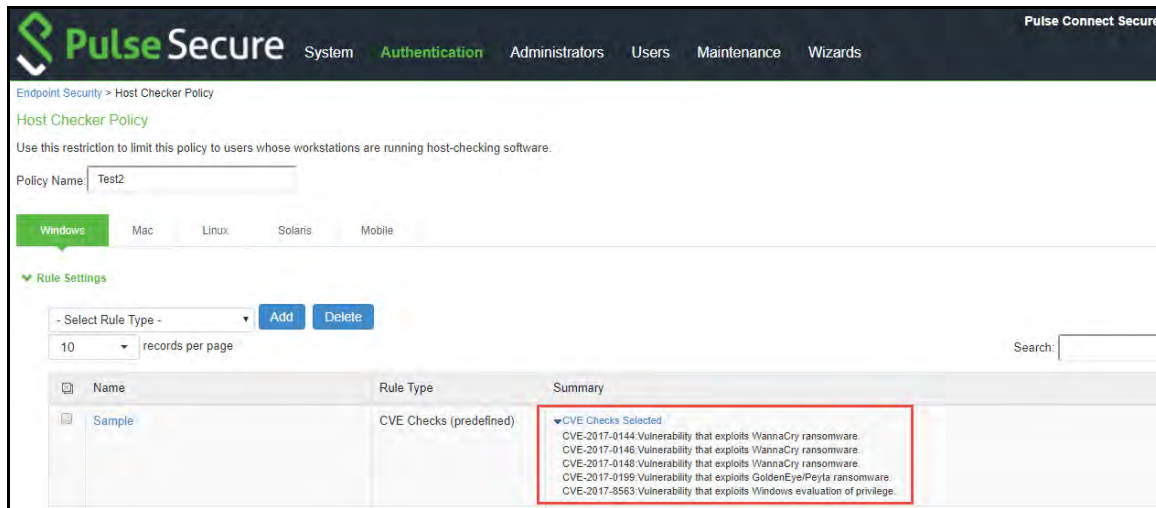 Pulse Connect Secure
Pulse Secure System Authentication Administrators Users Maintenance Wizards
Endpoint Security > Host Checker Policy
Host Checker Policy
Use this restriction to limit this policy to users whose workstations are running host-checking software.
Policy Name: Test2
Windows Mac Linux Solaris Mobile
Rule Settings
- Select Rule Type - Add Delete
10 records per page Search:
Name Rule Type Summary
Sample CVE Checks (predefined) CVE Checks Selected
CVE-2017-0144:Vulnerability that exploits WannaCry ransomware.
CVE-2017-0146:Vulnerability that exploits WannaCry ransomware.
CVE-2017-0148:Vulnerability that exploits WannaCry ransomware.
CVE-2017-0199:Vulnerability that exploits GoldenEye/Peyta ransomware.
CVE-2017-8563:Vulnerability that exploits Windows evaluation of privilege.